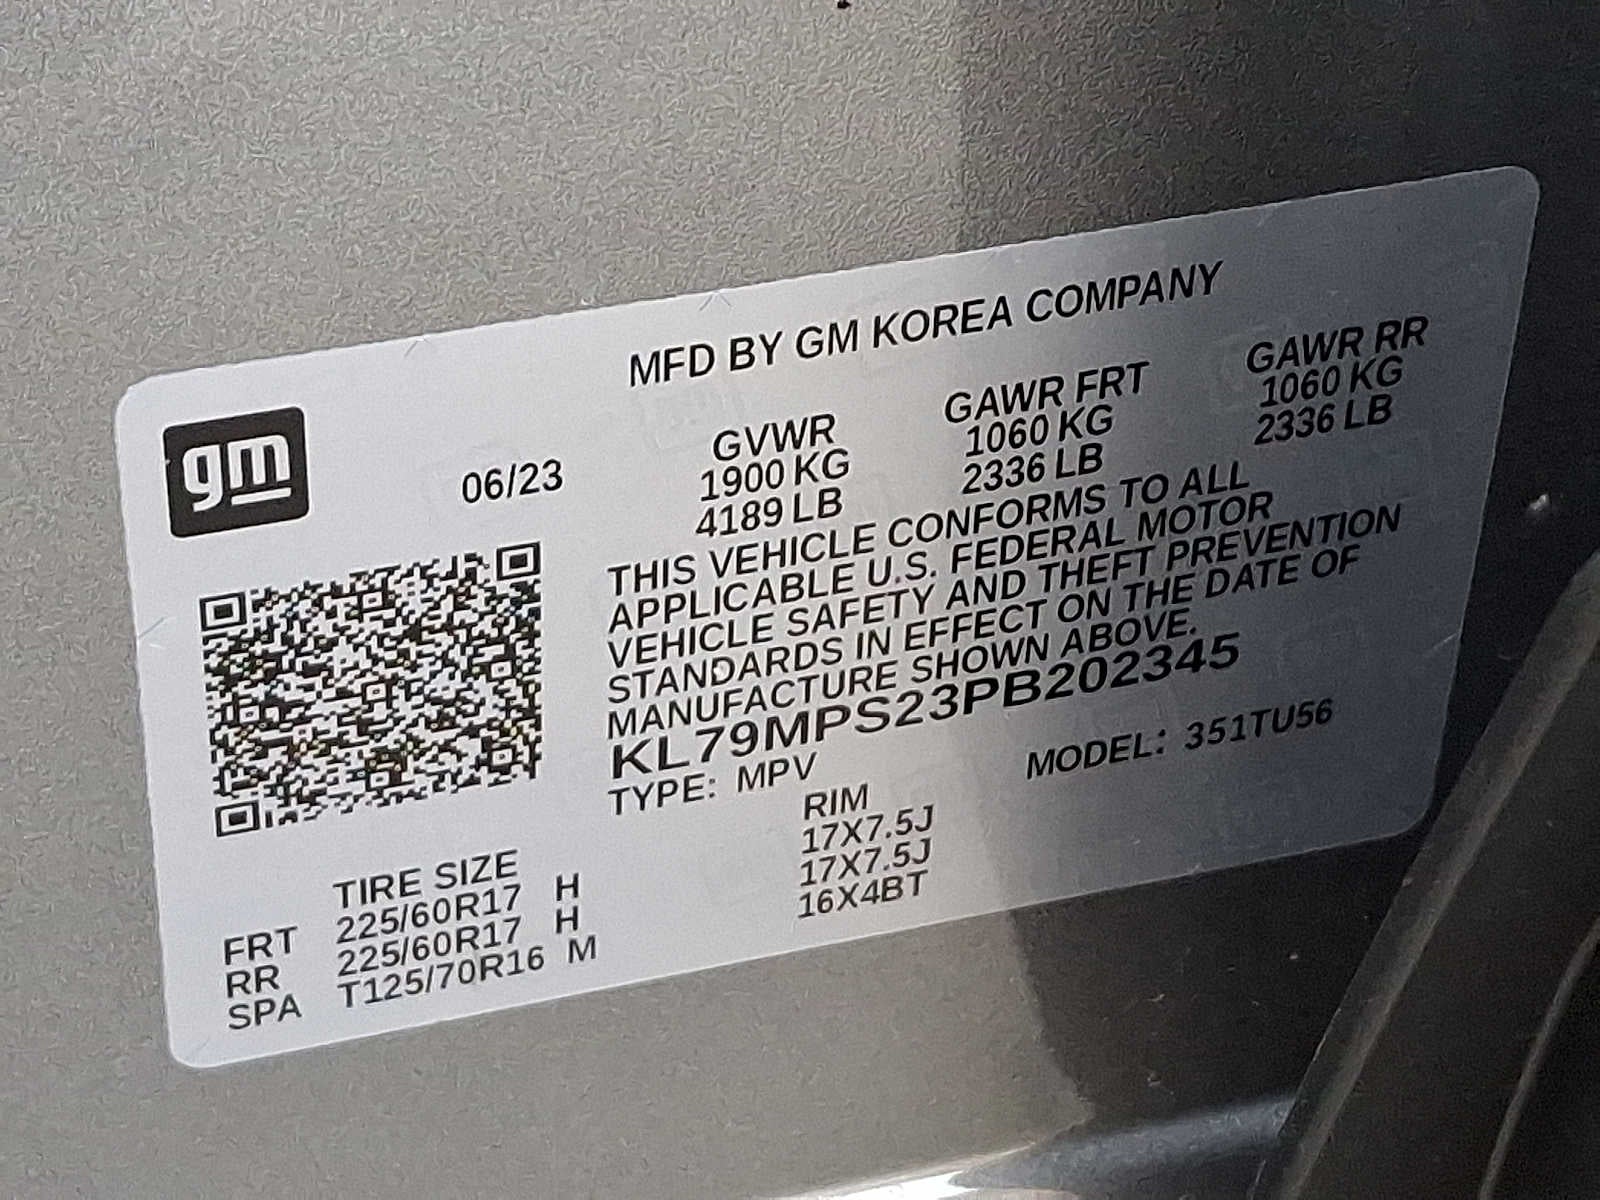 MFD BY GM KOREA COMPANY
gm
06/23
GVWR GAWR FRT GAWR RR
1900 KG 1060 KG 1060 KG
4189 LB 2336 LB 2336 LB
THIS VEHICLE CONFORMS TO ALL
APPLICABLE U.S. FEDERAL MOTOR
VEHICLE SAFETY AND THEFT PREVENTION
STANDARDS IN EFFECT ON THE DATE OF
MANUFACTURE SHOWN ABOVE.
KL79MPS23PB202345
TYPE: MPV MODEL: 351TU56
TIRE SIZE RIM
FRT 225/60R17 H 17X7.5J
RR 225/60R17 H 17X7.5J
SPA T125/70R16 M 16X4BT